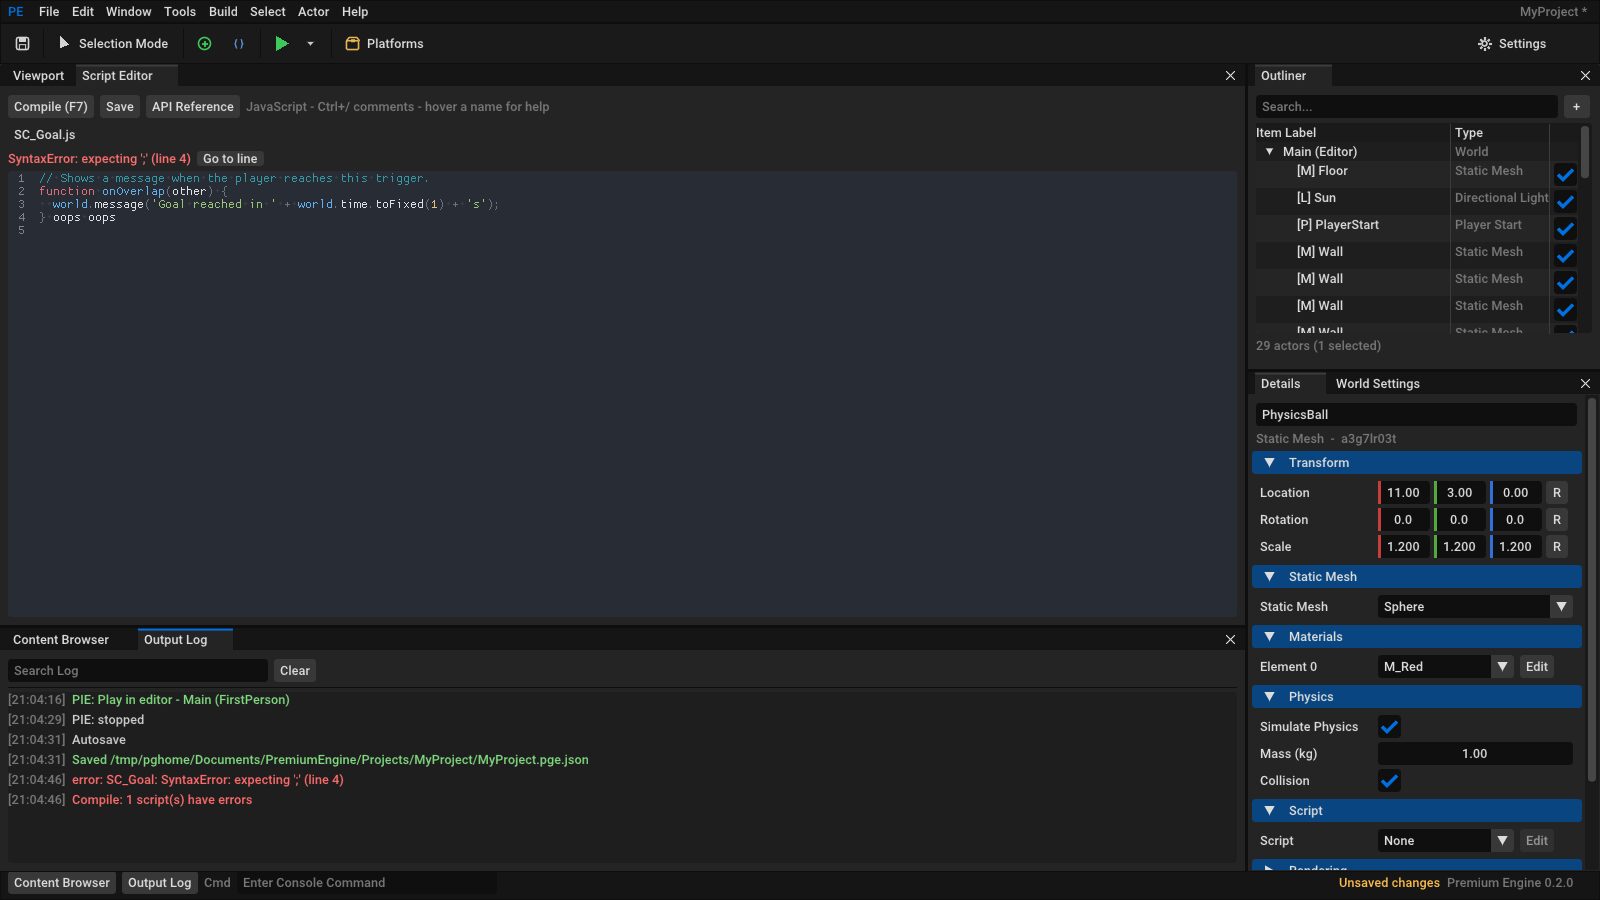 PE File Edit Window Tools Build Select Actor Help MyProject *
Selection Mode () Platforms Settings
Viewport Script Editor
Compile (F7) Save API Reference JavaScript - Ctrl+/ comments - hover a name for help
SC_Goal.js
SyntaxError: expecting ';' (line 4) Go to line
1 // Shows a message when the player reaches this trigger.
2 function onOverlap(other) {
3 world.message('Goal reached in ' + world.time.toFixed(1) + 's');
4 } oops oops
5
Content Browser Output Log
Search Log Clear
[21:04:16] PIE: Play in editor - Main (FirstPerson)
[21:04:29] PIE: stopped
[21:04:31] Autosave
[21:04:31] Saved /tmp/pghome/Documents/PremiumEngine/Projects/MyProject/MyProject.pge.json
[21:04:46] error: SC_Goal: SyntaxError: expecting ';' (line 4)
[21:04:46] Compile: 1 script(s) have errors
Outliner
Search... +
Item Label Type
Main (Editor) World
[M] Floor Static Mesh
[L] Sun Directional Light
[P] PlayerStart Player Start
[M] Wall Static Mesh
[M] Wall Static Mesh
[M] Wall Static Mesh
[M] Wall Static Mesh
29 actors (1 selected)
Details World Settings
PhysicsBall
Static Mesh - a3g7lr03t
Transform
Location 11.00 3.00 0.00 R
Rotation 0.0 0.0 0.0 R
Scale 1.200 1.200 1.200 R
Static Mesh
Static Mesh Sphere
Materials
Element 0 M_Red Edit
Physics
Simulate Physics
Mass (kg) 1.00
Collision
Script
Script None Edit
Rendering
Content Browser Output Log Cmd Enter Console Command Unsaved changes Premium Engine 0.2.0